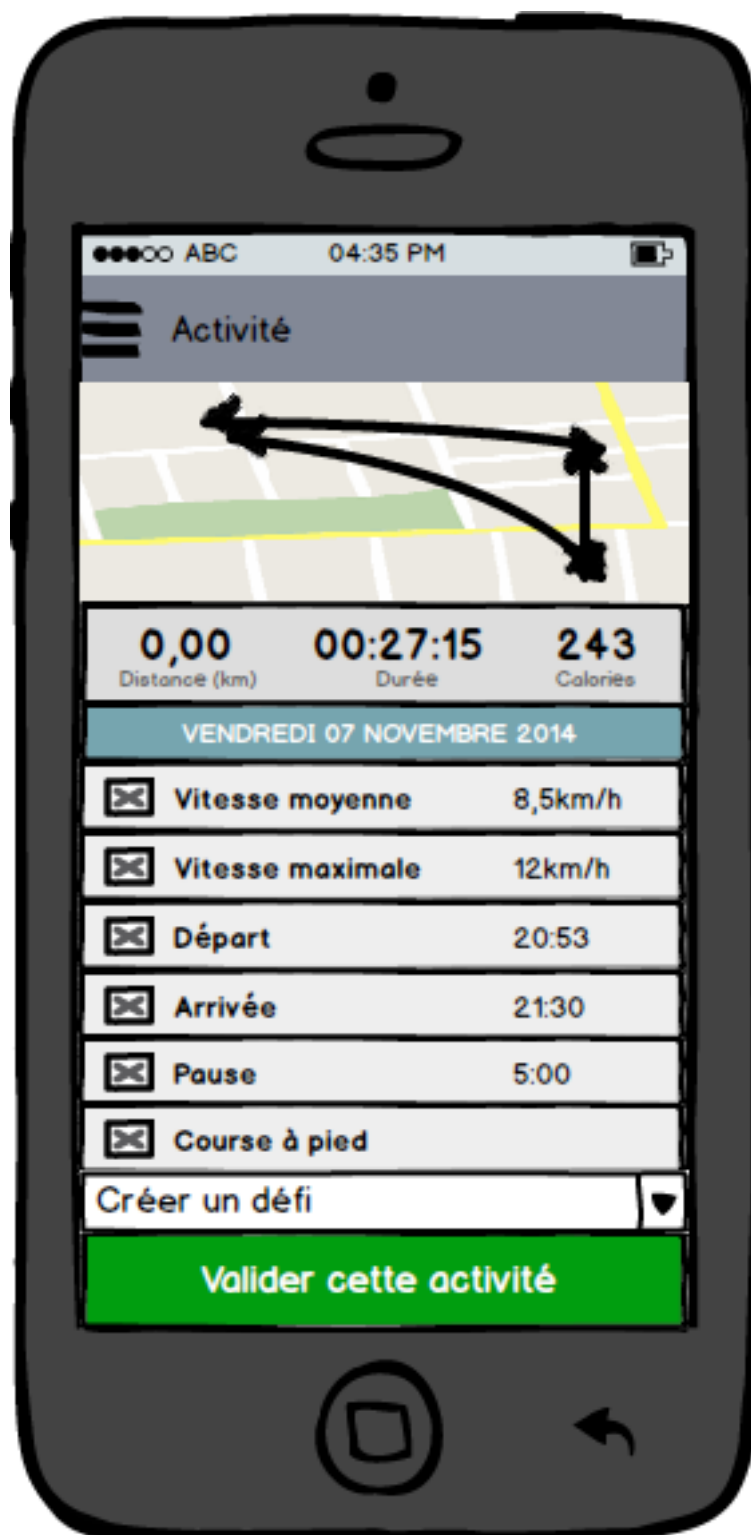 ABC 04:35 PM
Activité
0,00 00:27:15 243
Distance (km) Durée Calories
VENDREDI 07 NOVEMBRE 2014
Vitesse moyenne 8,5km/h
Vitesse maximale 12km/h
Départ 20:53
Arrivée 21:30
Pause 5:00
Course à pied
Créer un défi
Valider cette activité